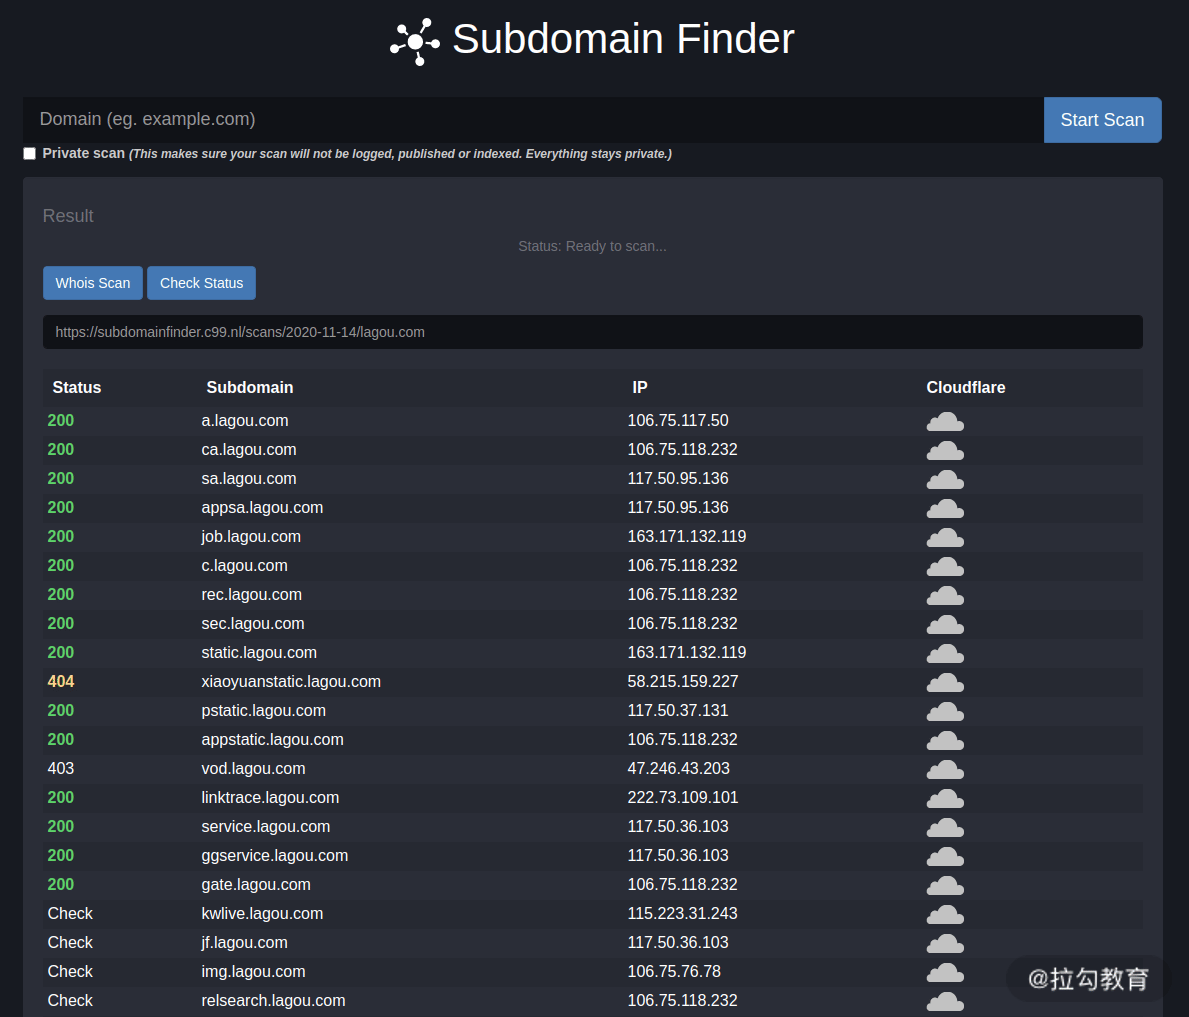 Subdomain Finder
Domain (eg. example.com)
Start Scan
Private scan (This makes sure your scan will not be logged, published or indexed. Everything stays private.)
Result
Status: Ready to scan...
Whois Scan Check Status
https://subdomainfinder.c99.nl/scans/2020-11-14/lagou.com
Status Subdomain IP Cloudflare
200 a.lagou.com 106.75.117.50
200 ca.lagou.com 106.75.118.232
200 sa.lagou.com 117.50.95.136
200 appsa.lagou.com 117.50.95.136
200 job.lagou.com 163.171.132.119
200 c.lagou.com 106.75.118.232
200 rec.lagou.com 106.75.118.232
200 sec.lagou.com 106.75.118.232
200 static.lagou.com 163.171.132.119
404 xiaoyuanstatic.lagou.com 58.215.159.227
200 pstatic.lagou.com 117.50.37.131
200 appstatic.lagou.com 106.75.118.232
403 vod.lagou.com 47.246.43.203
200 linktrace.lagou.com 222.73.109.101
200 service.lagou.com 117.50.36.103
200 ggservice.lagou.com 117.50.36.103
200 gate.lagou.com 106.75.118.232
Check kwlive.lagou.com 115.223.31.243
Check jf.lagou.com 117.50.36.103
Check img.lagou.com 106.75.76.78
Check relsearch.lagou.com 106.75.118.232
@拉勾教育